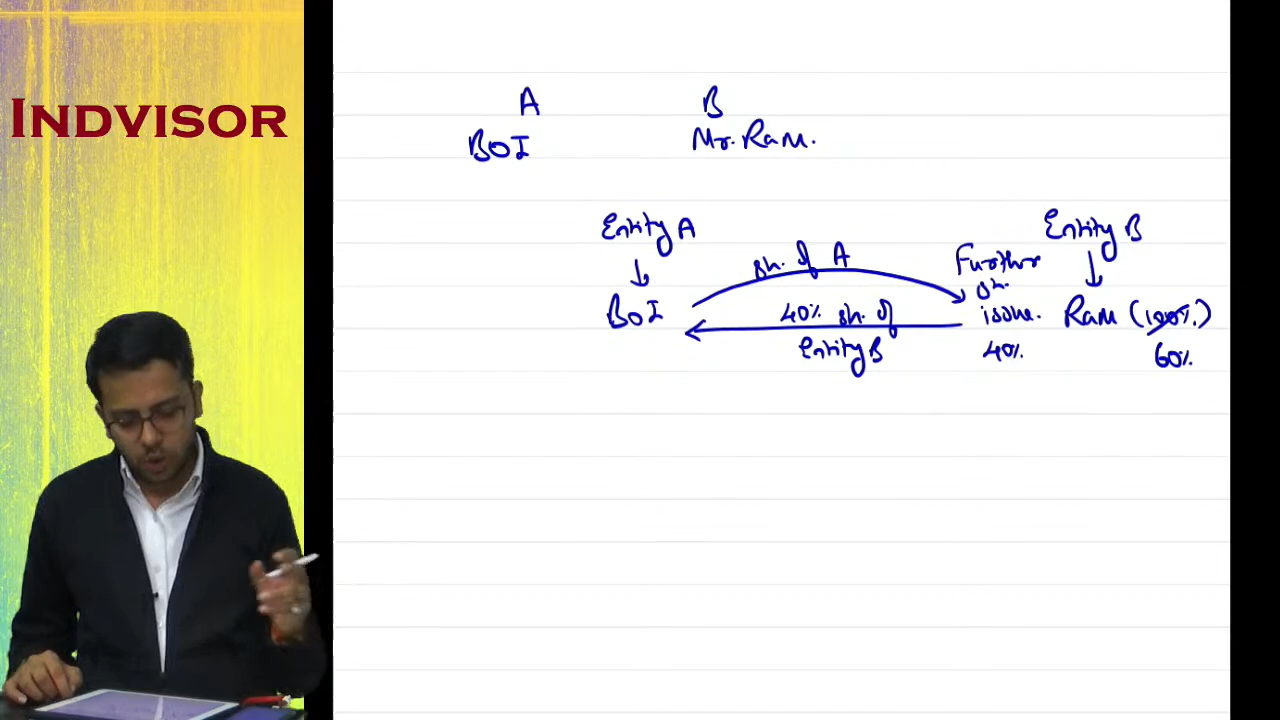 INDVISOR
A B
BOI Mr. Ram.
Entity A Entity B
sh. of A Further
sh.
BOI 40% sh. of issue. Ram (100%)
Entity B 40% 60%